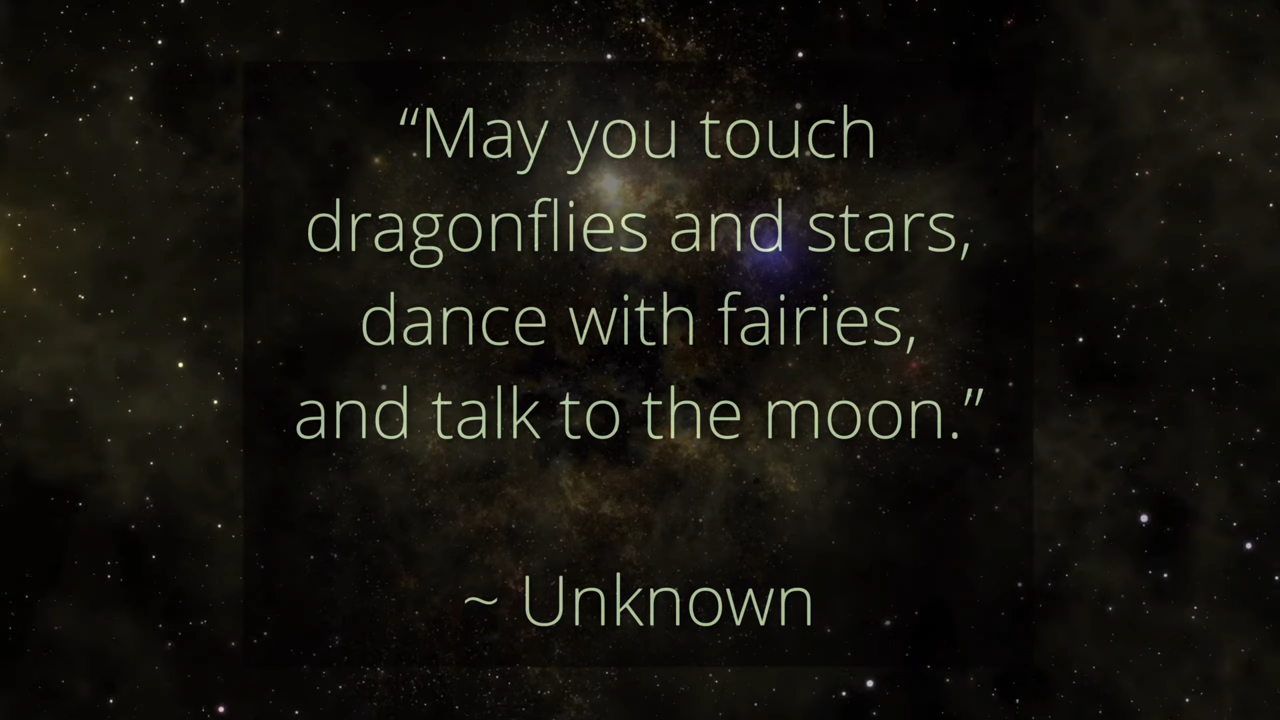 “May you touch
dragonflies and stars,
dance with fairies,
and talk to the moon.”
~ Unknown